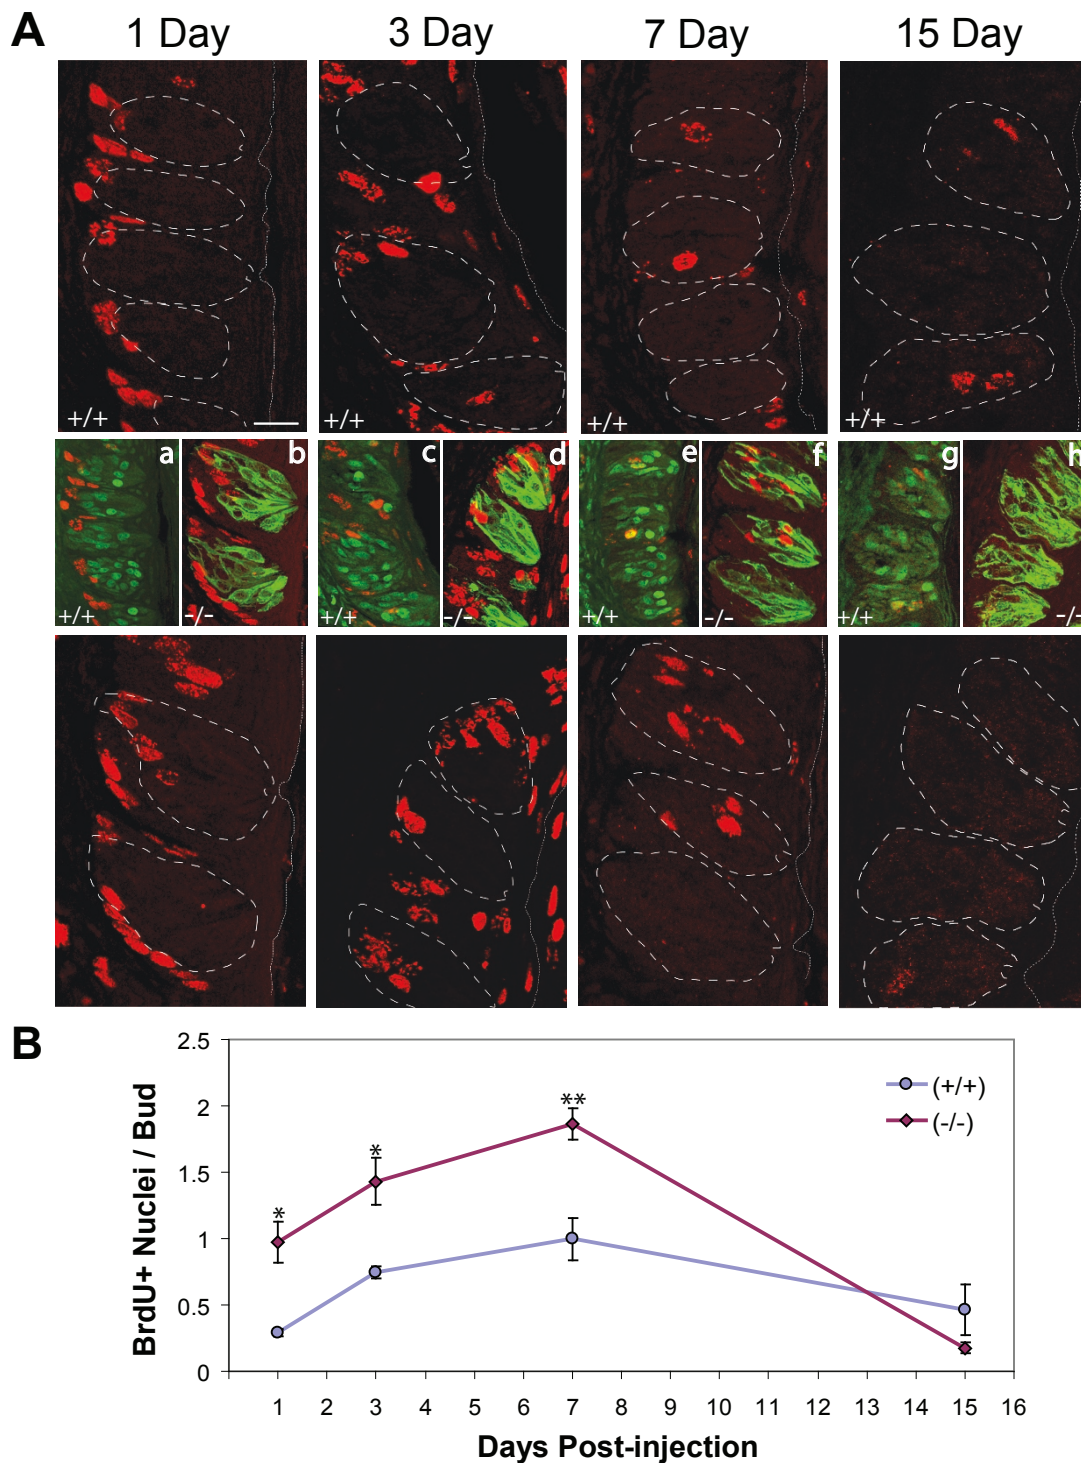 A
1 Day 3 Day 7 Day 15 Day
+/+ +/+ +/+ +/+
a b c d e f g h
+/+ -/- +/+ -/- +/+ -/- +/+ -/-
B
2.5
2
1.5
1
0.5
0
BrdU+ Nuclei / Bud
* * **
(+/+)
(-/-)
1 2 3 4 5 6 7 8 9 10 11 12 13 14 15 16
Days Post-injection